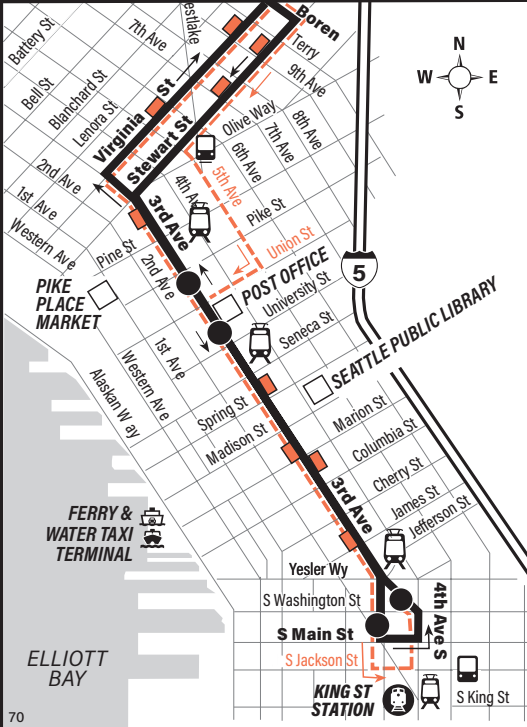 Boren
Battery St
7th Ave
estlake
Terry
Bell St
Blanchard St
Lenora St
Virginia St
Stewart St
9th Ave
Olive Way
8th Ave
7th Ave
6th Ave
N
W
E
S
2nd Ave
1st Ave
Western Ave
4th Av
5th Ave
3rd Ave
Pike St
Pine St
2nd Ave
Union St
5
PIKE
PLACE
MARKET
POST OFFICE
University St
Seneca St
SEATTLE PUBLIC LIBRARY
1st Ave
Western Ave
Alaskan W ay
Spring St
Madison St
Marion St
Columbia St
Cherry St
James St
Jefferson St
3rd Ave
FERRY &
WATER TAXI
TERMINAL
Yesler Wy
S Washington St
4th Ave S
S Main St
S Jackson St
ELLIOTT
BAY
KING ST
STATION
S King St
70